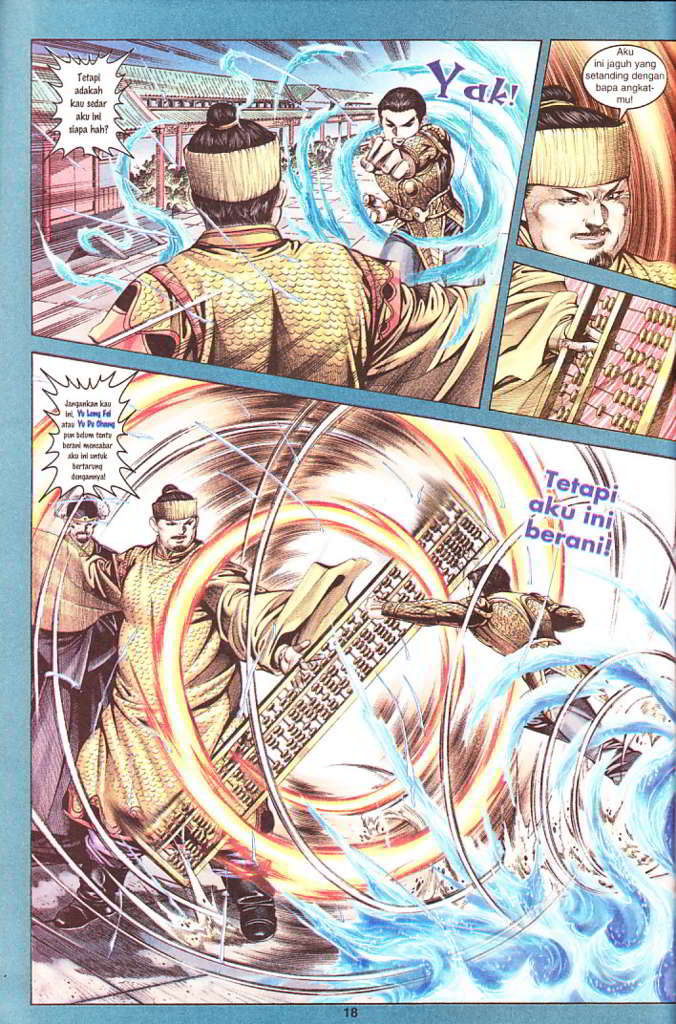 Tetapi
adakah
kau sedar
aku ini
siapa hah?
Yak!
Aku
ini jaguh yang
setanding dengan
bapa angkat-
mu!
Jangankan kau
ini, Yu Long Fei
atau
Yu De Chang
pun belum tentu
berani mencabar
aku ini untuk
bertarung
dengannya!
Tetapi
aku ini
berani!
18